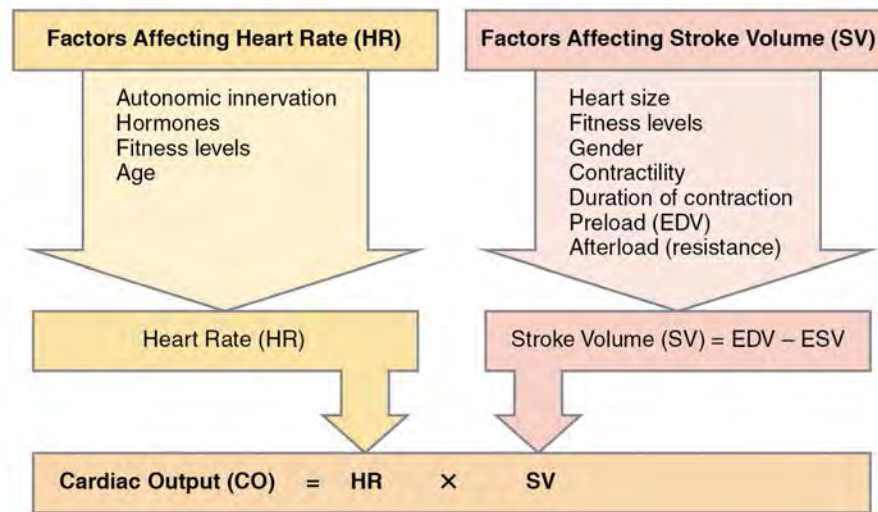 Factors Affecting Heart Rate (HR)
Autonomic innervation
Hormones
Fitness levels
Age
Factors Affecting Stroke Volume (SV)
Heart size
Fitness levels
Gender
Contractility
Duration of contraction
Preload (EDV)
Afterload (resistance)
Heart Rate (HR)
Stroke Volume (SV) = EDV – ESV
Cardiac Output (CO) = HR × SV